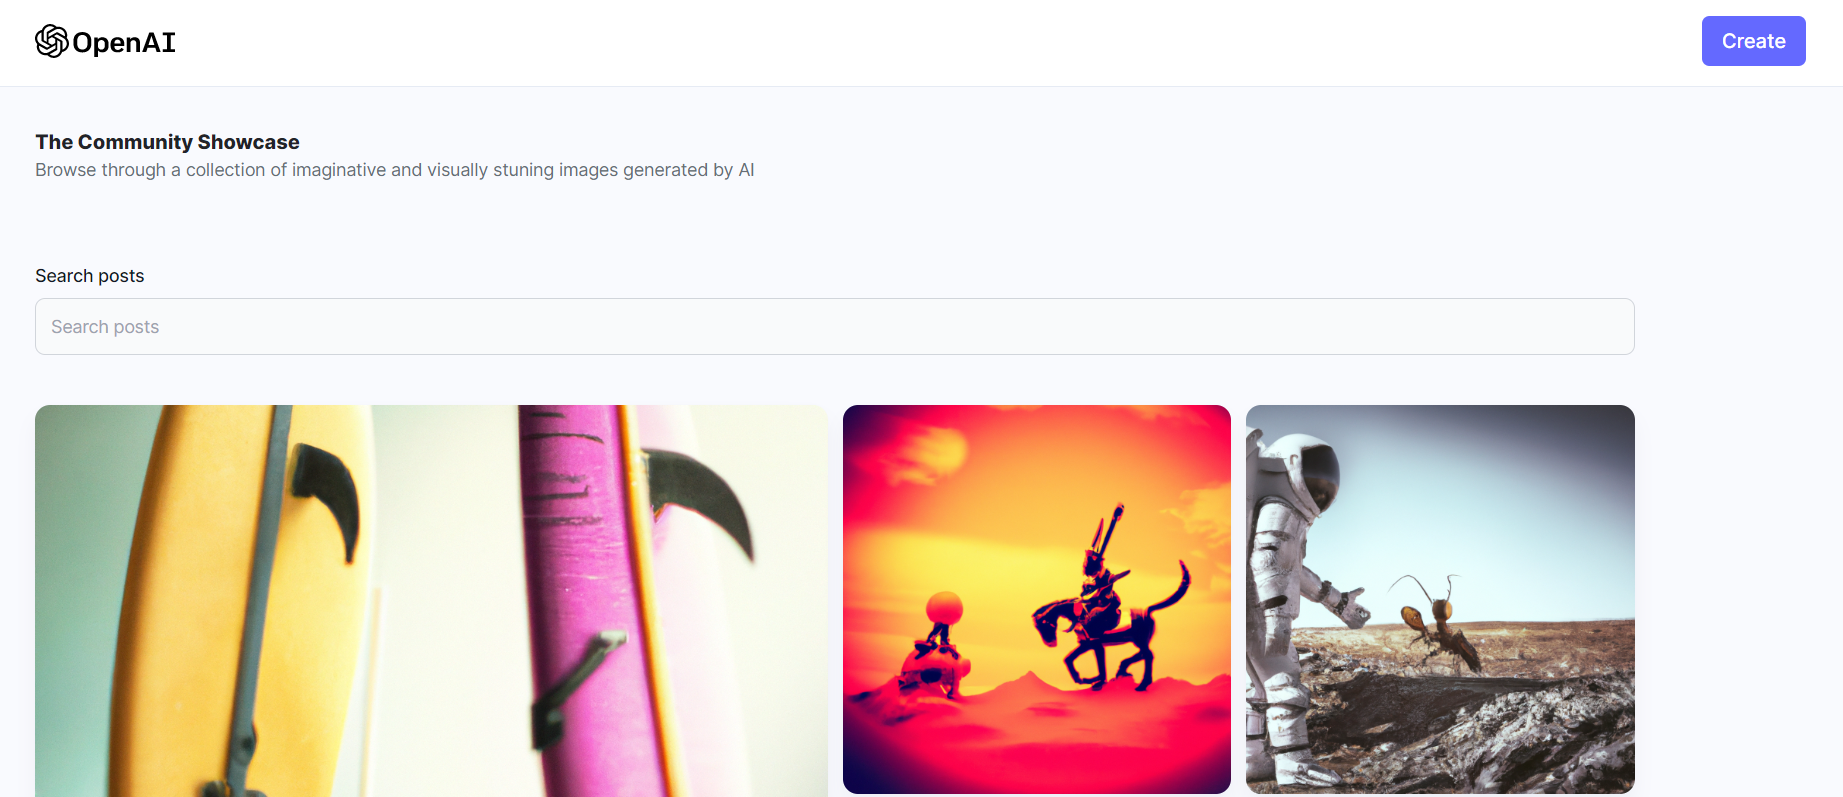 OpenAI
Create
The Community Showcase
Browse through a collection of imaginative and visually stuning images generated by AI
Search posts
Search posts